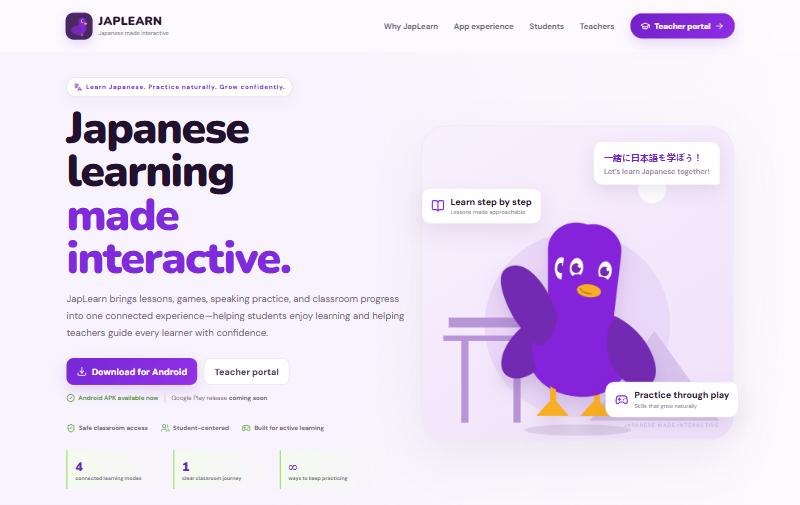 JAPLEARN
Japanese made interactive
Why JapLearn
App experience
Students
Teachers
Teacher portal
Learn Japanese. Practice naturally. Grow confidently.
Japanese
learning
made
interactive.
JapLearn brings lessons, games, speaking practice, and classroom progress
into one connected experience—helping students enjoy learning and helping
teachers guide every learner with confidence.
Download for Android
Teacher portal
Android APK available now
Google Play release coming soon
Safe classroom access
Student-centered
Built for active learning
4
connected learning modes
1
clear classroom journey
∞
ways to keep practicing
一緒に日本語を学ぼう！
Let's learn Japanese together!
Learn step by step
Lessons made approachable
Practice through play
Skills that grow naturally
JAPANESE MADE INTERACTIVE